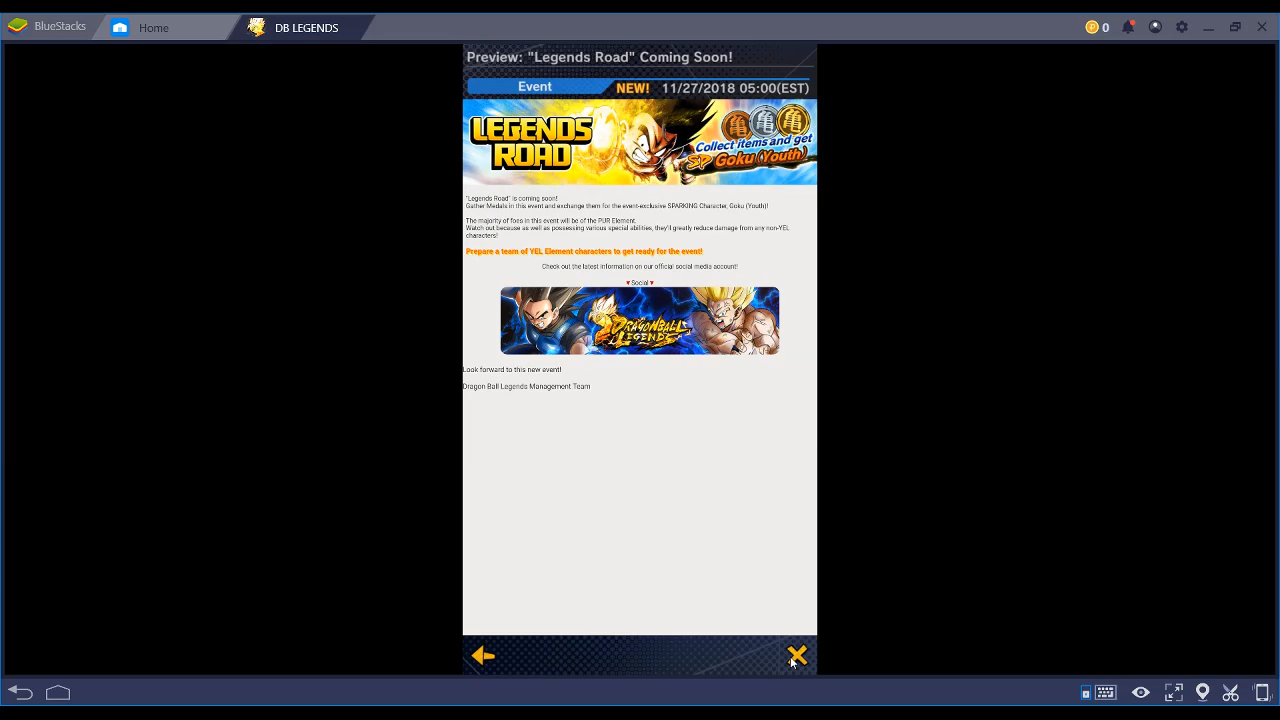 BlueStacks
Home
DB LEGENDS
0
Preview: "Legends Road" Coming Soon!
Event
NEW! 11/27/2018 05:00(EST)
LEGENDS
ROAD
亀 亀 亀
Collect items and get
SP Goku (Youth)
"Legends Road" is coming soon!
Gather Medals in this event and exchange them for the event-exclusive SPARKING Character, Goku (Youth)!
The majority of foes in this event will be of the PUR Element.
Watch out because as well as possessing various special abilities, they'll greatly reduce damage from any non-YEL
characters!
Prepare a team of YEL Element characters to get ready for the event!
Check out the latest information on our official social media account!
▼Social▼
DRAGONBALL
LEGENDS
Look forward to this new event!
Dragon Ball Legends Management Team